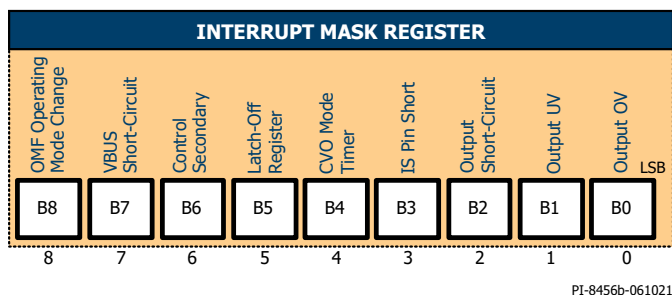 INTERRUPT MASK REGISTER
OMF Operating
Mode Change
VBUS
Short-Circuit
Control
Secondary
Latch-Off
Register
CVO Mode
Timer
IS Pin Short
Output
Short-Circuit
Output UV
Output OV
LSB
B8 B7 B6 B5 B4 B3 B2 B1 B0
8 7 6 5 4 3 2 1 0
PI-8456b-061021